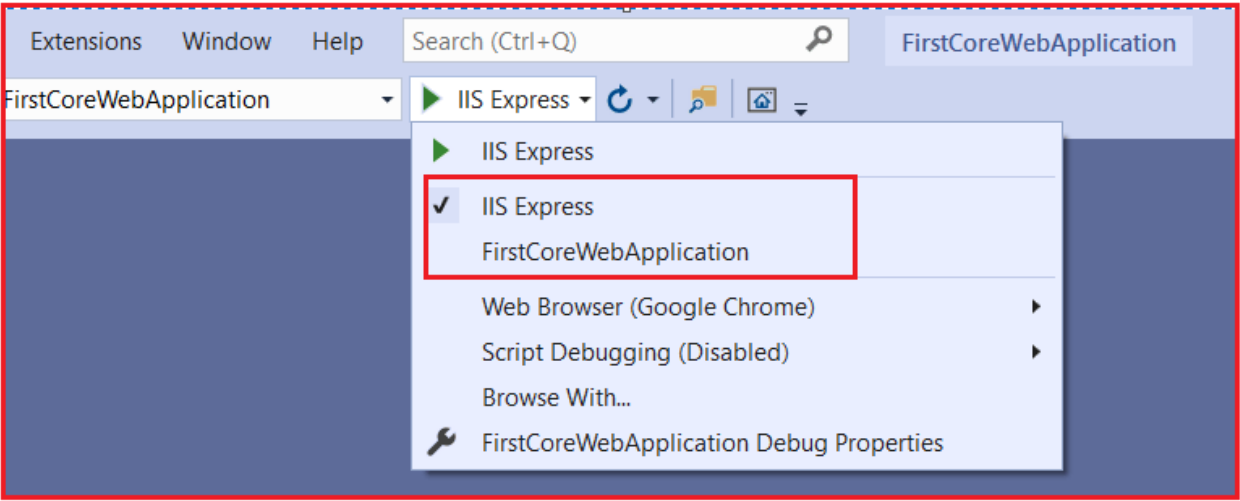 Extensions Window Help Search (Ctrl+Q) FirstCoreWebApplication
FirstCoreWebApplication IIS Express
IIS Express
IIS Express
FirstCoreWebApplication
Web Browser (Google Chrome)
Script Debugging (Disabled)
Browse With...
FirstCoreWebApplication Debug Properties